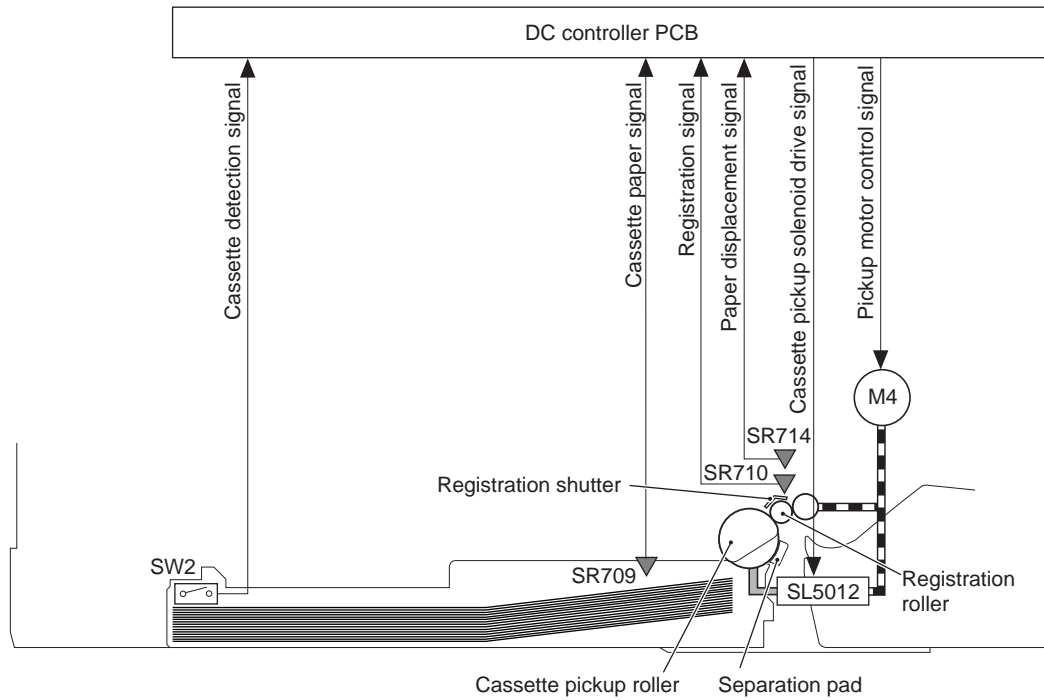 DC controller PCB
Cassette detection signal
Cassette paper signal
Registration signal
Paper displacement signal
Cassette pickup solenoid drive signal
Pickup motor control signal
M4
SR714
SR710
Registration shutter
SW2
SR709
SL5012
Registration
roller
Cassette pickup roller
Separation pad